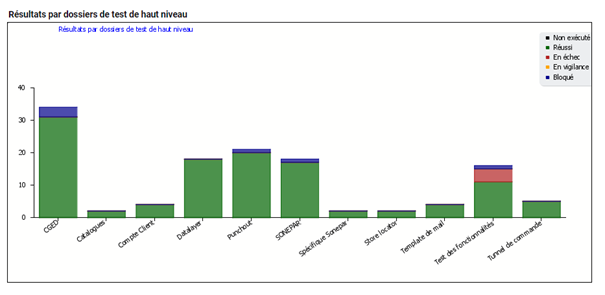 Résultats par dossiers de test de haut niveau
Résultats par dossiers de test de haut niveau
Non exécuté
Réussi
En échec
En vigilance
Bloqué
40
30
20
10
0
CGED
Catalogues
Compte Client
Datalayer
Punchout
SONEPAR
Spécifique Sonepar
Store locator
Template de mail
Test des fonctionnalités
Tunnel de commande